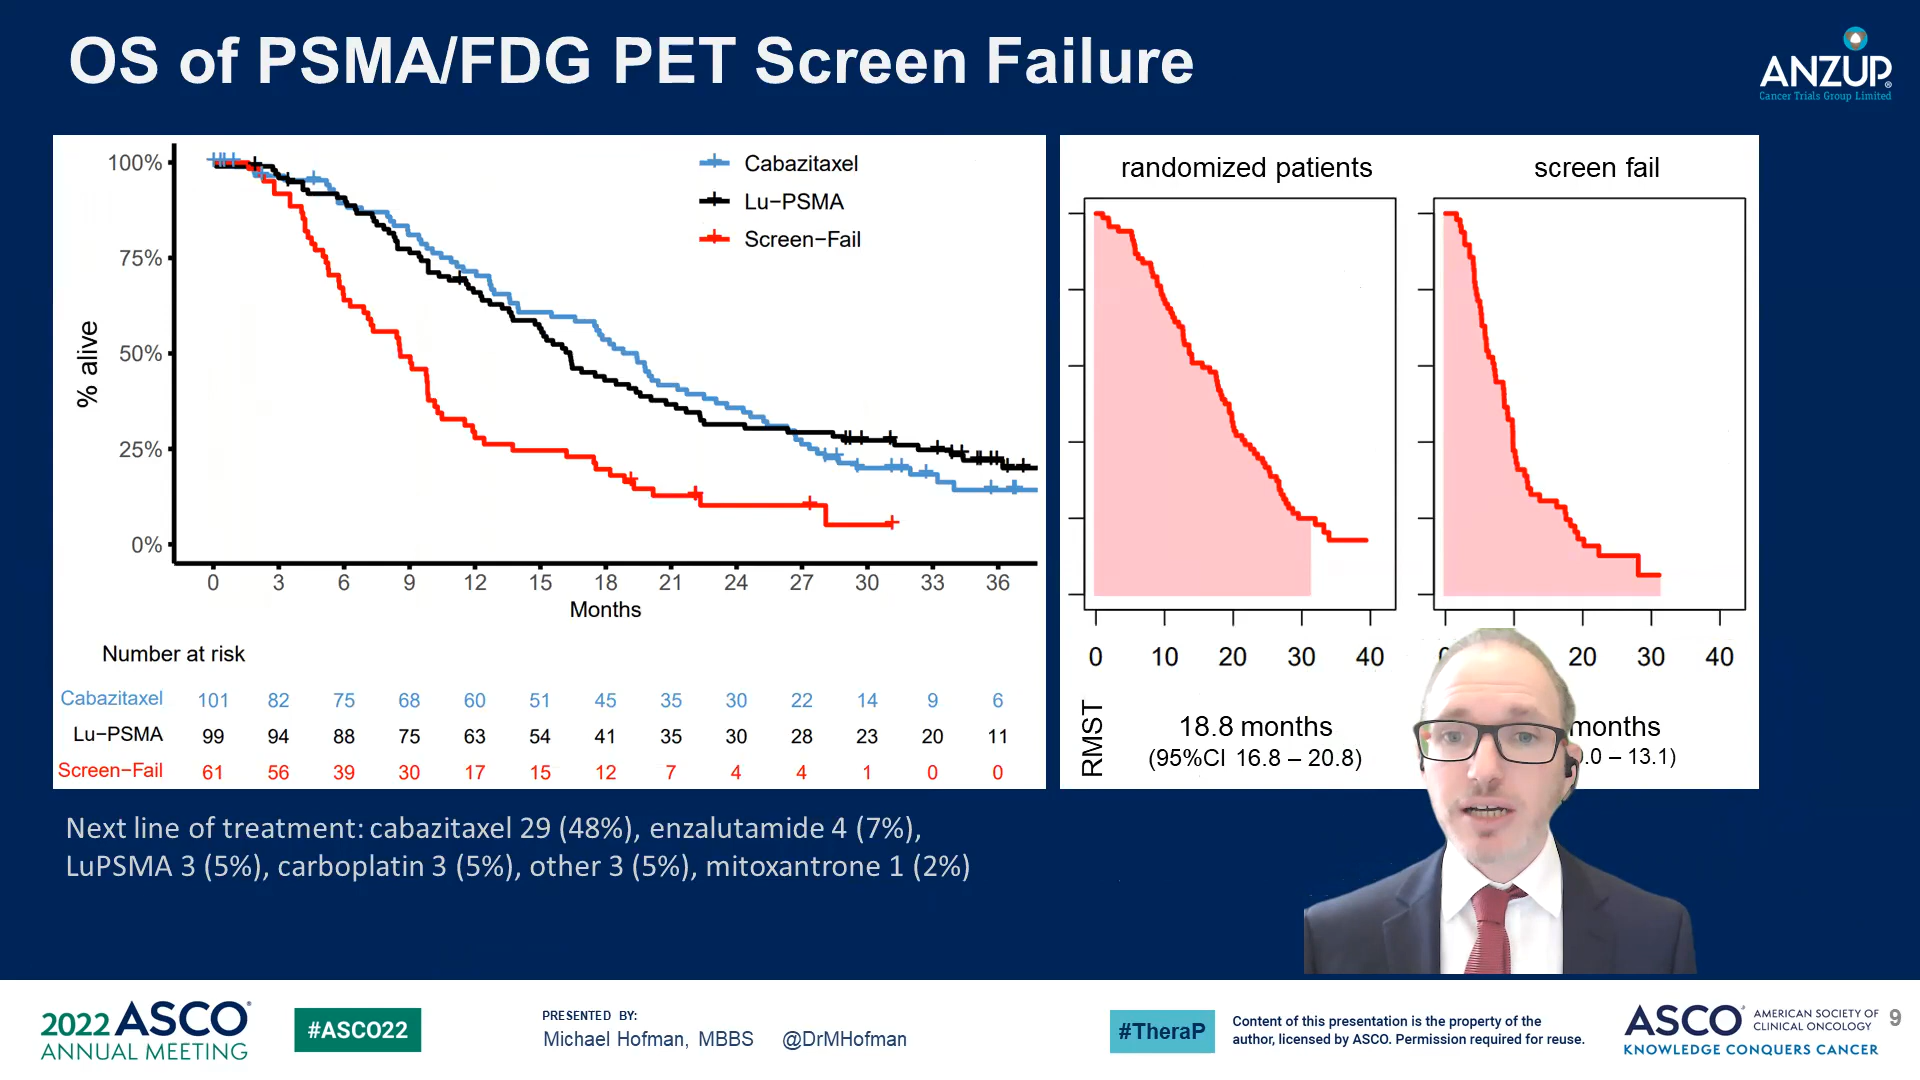 OS of PSMA/FDG PET Screen Failure
ANZUP
Cancer Trials Group Limited
100%
75%
50%
25%
0%
% alive
Cabazitaxel
Lu−PSMA
Screen−Fail
0 3 6 9 12 15 18 21 24 27 30 33 36
Months
Number at risk
Cabazitaxel 101 82 75 68 60 51 45 35 30 22 14 9 6
Lu−PSMA 99 94 88 75 63 54 41 35 30 28 23 20 11
Screen−Fail 61 56 39 30 17 15 12 7 4 4 1 0 0
randomized patients
screen fail
0 10 20 30 40
20 30 40
RMST
18.8 months
(95%CI 16.8 – 20.8)
months
.0 – 13.1)
Next line of treatment: cabazitaxel 29 (48%), enzalutamide 4 (7%),
LuPSMA 3 (5%), carboplatin 3 (5%), other 3 (5%), mitoxantrone 1 (2%)
2022 ASCO
ANNUAL MEETING
#ASCO22
PRESENTED BY:
Michael Hofman, MBBS @DrMHofman
#TheraP
Content of this presentation is the property of the
author, licensed by ASCO. Permission required for reuse.
ASCO AMERICAN SOCIETY OF
CLINICAL ONCOLOGY
KNOWLEDGE CONQUERS CANCER
9